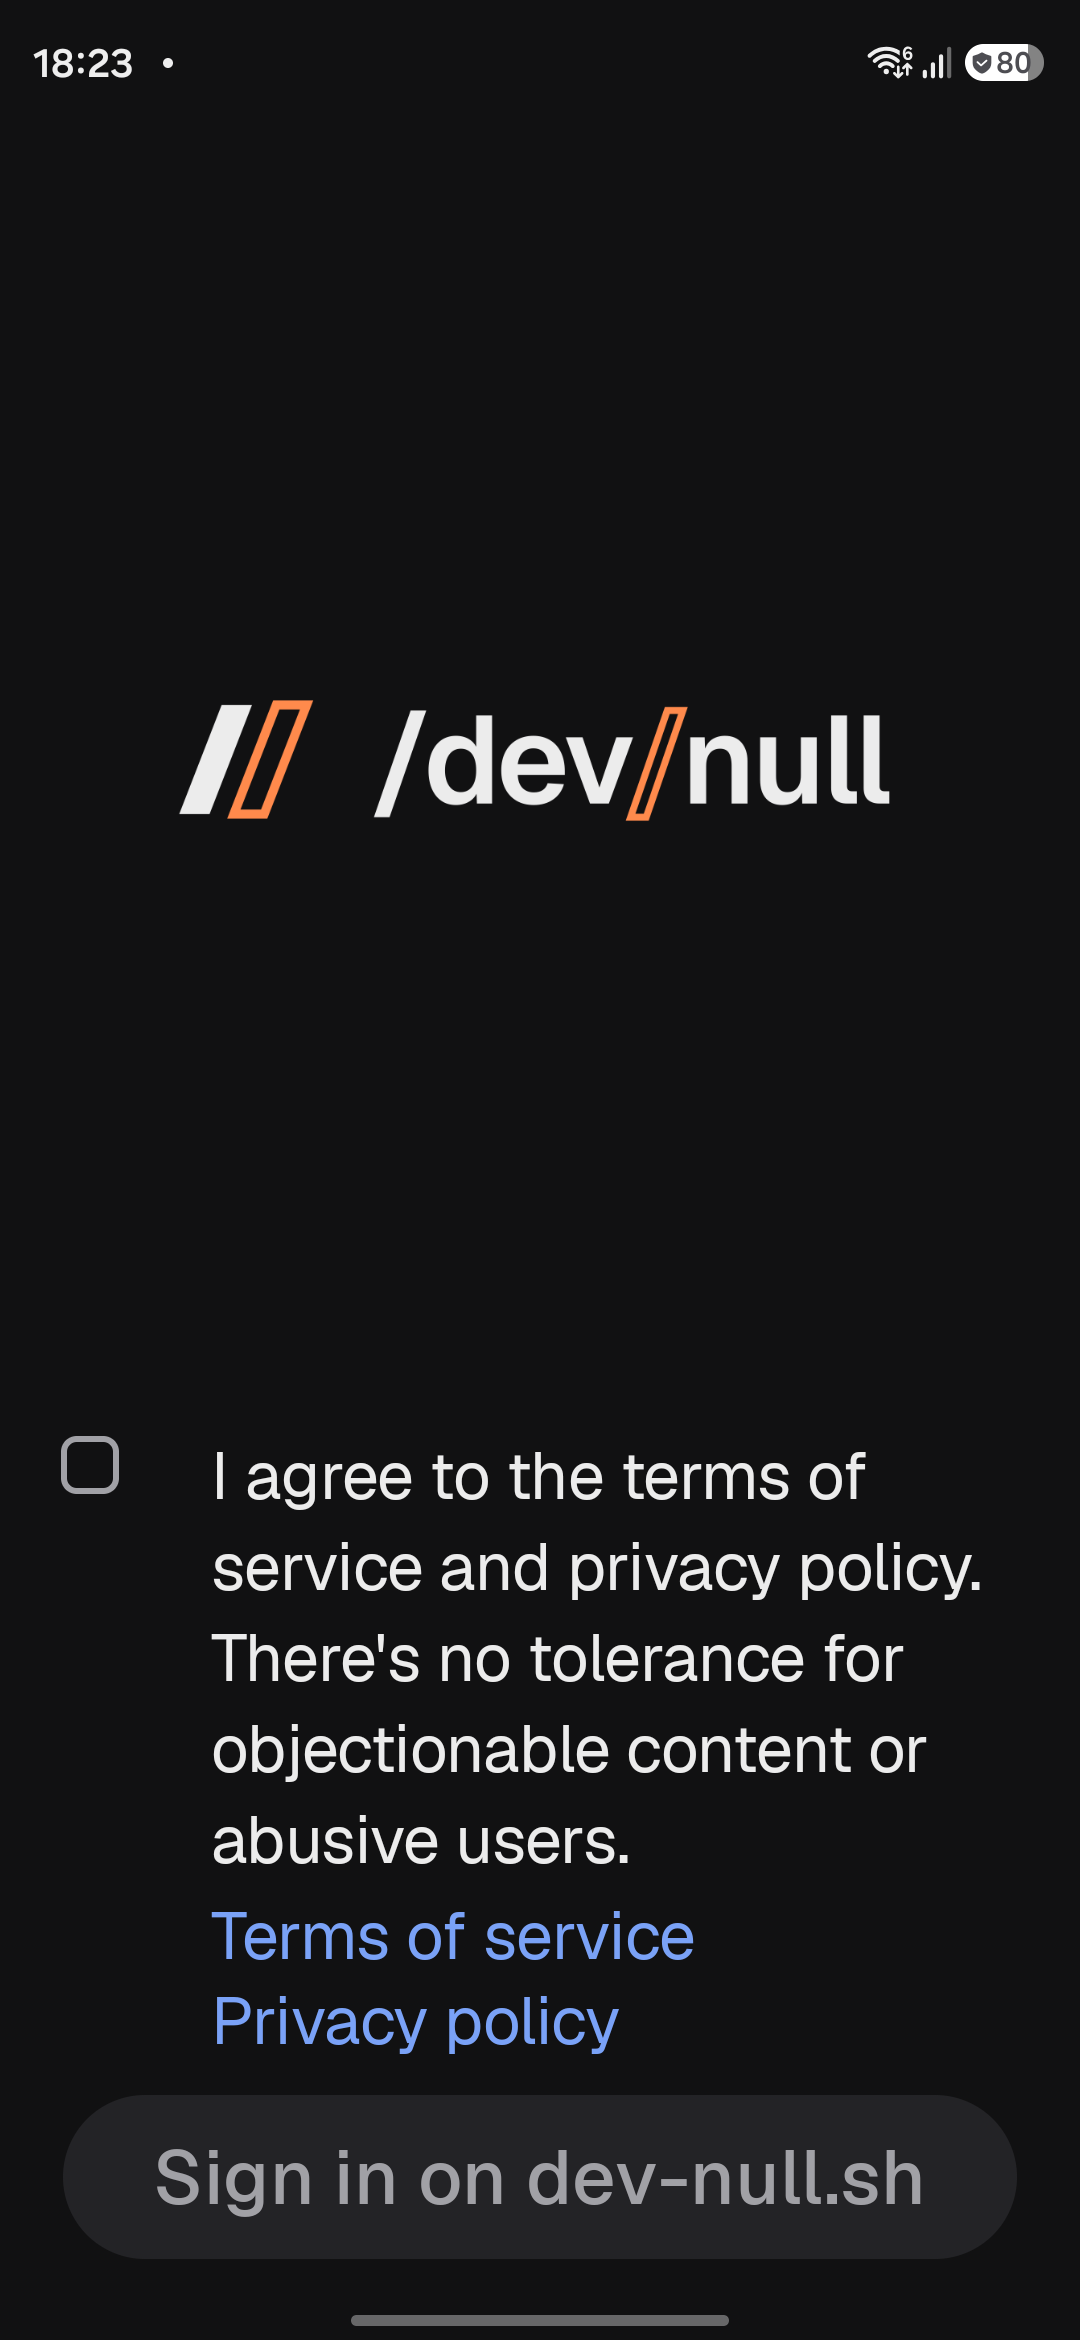 18:23
6
80
/dev/null
I agree to the terms of
service and privacy policy.
There's no tolerance for
objectionable content or
abusive users.
Terms of service
Privacy policy
Sign in on dev-null.sh